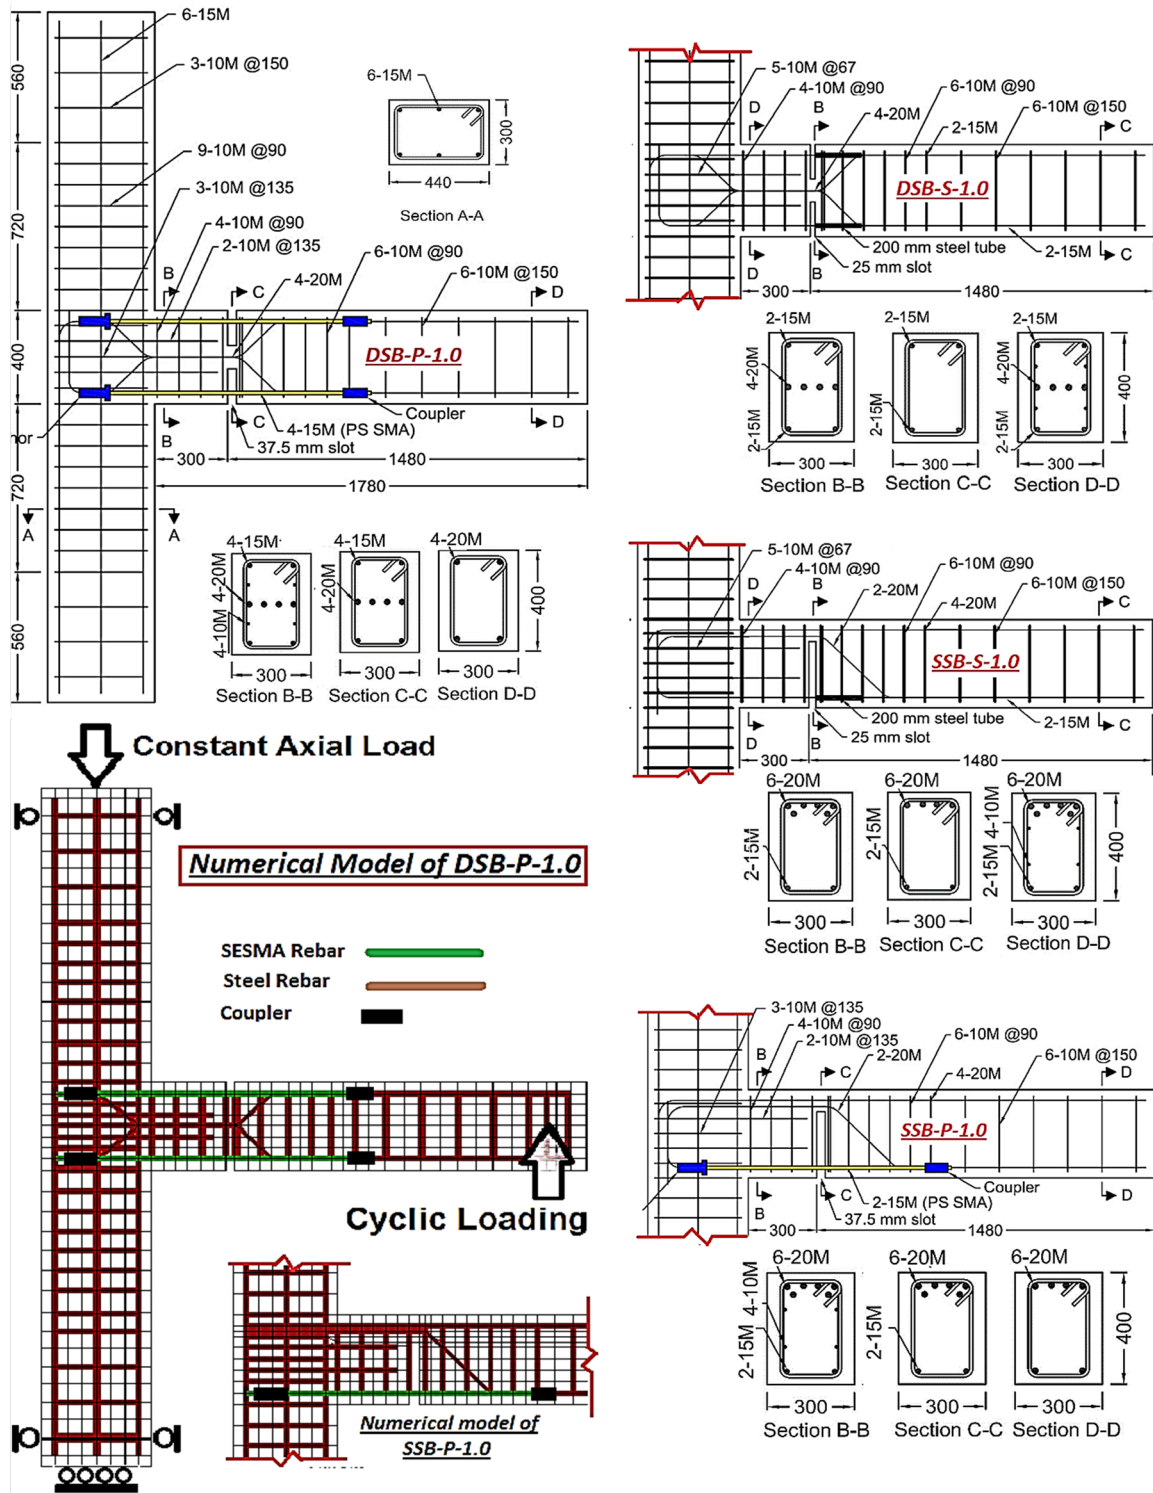 6-15M
3-10M @150
9-10M @90
3-10M @135
4-10M @90
2-10M @135
6-10M @90
6-10M @150
4-20M
B
C
D
560
720
400
720
560
DSB-P-1.0
Coupler
4-15M (PS SMA)
37.5 mm slot
B
C
D
300
1480
1780
A
A
6-15M
300
440
Section A-A
4-15M
4-20M
4-10M
300
Section B-B
4-15M
4-20M
300
Section C-C
4-20M
400
300
Section D-D
5-10M @67
4-10M @90
D
B
4-20M
6-10M @90
2-15M
6-10M @150
C
DSB-S-1.0
200 mm steel tube
25 mm slot
2-15M
D
B
C
300
1480
2-15M
4-20M
2-15M
300
Section B-B
2-15M
2-15M
300
Section C-C
2-15M
4-20M
2-15M
400
300
Section D-D
5-10M @67
4-10M @90
D
B
2-20M
6-10M @90
4-20M
6-10M @150
C
SSB-S-1.0
200 mm steel tube
25 mm slot
2-15M
D
B
C
300
1480
6-20M
2-15M
300
Section B-B
6-20M
2-15M
300
Section C-C
6-20M
4-10M
2-15M
400
300
Section D-D
3-10M @135
4-10M @90
2-10M @135
2-20M
6-10M @90
4-20M
6-10M @150
B
C
D
SSB-P-1.0
Coupler
2-15M (PS SMA)
37.5 mm slot
B
C
D
300
1480
6-20M
4-10M
2-15M
300
Section B-B
6-20M
2-15M
300
Section C-C
6-20M
400
300
Section D-D
Constant Axial Load
Numerical Model of DSB-P-1.0
SESMA Rebar
Steel Rebar
Coupler
Cyclic Loading
Numerical model of
SSB-P-1.0